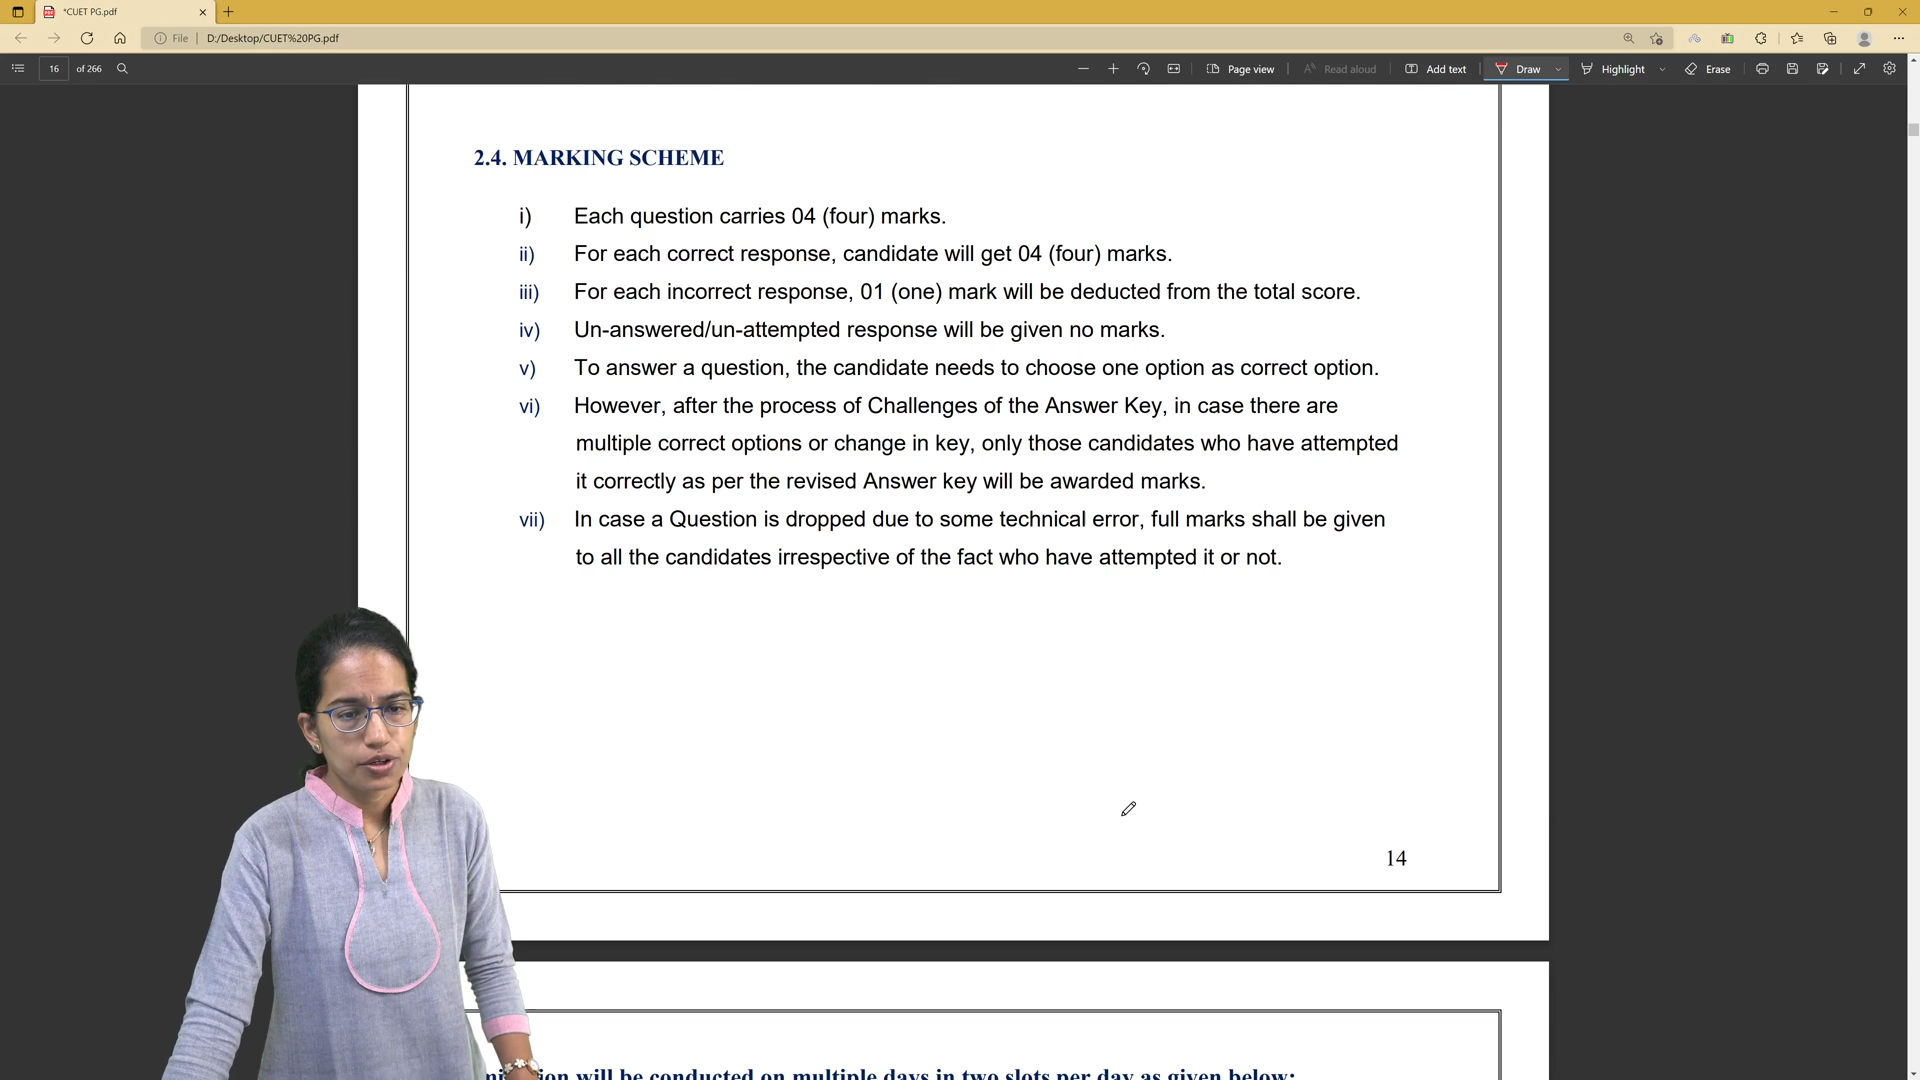 *CUET PG.pdf
File D:/Desktop/CUET%20PG.pdf
16 of 266 Page view Read aloud Add text Draw Highlight Erase
2.4. MARKING SCHEME
i) Each question carries 04 (four) marks.
ii) For each correct response, candidate will get 04 (four) marks.
iii) For each incorrect response, 01 (one) mark will be deducted from the total score.
iv) Un-answered/un-attempted response will be given no marks.
v) To answer a question, the candidate needs to choose one option as correct option.
vi) However, after the process of Challenges of the Answer Key, in case there are
multiple correct options or change in key, only those candidates who have attempted
it correctly as per the revised Answer key will be awarded marks.
vii) In case a Question is dropped due to some technical error, full marks shall be given
to all the candidates irrespective of the fact who have attempted it or not.
14
will be conducted on multiple days in two slots per day as given below: